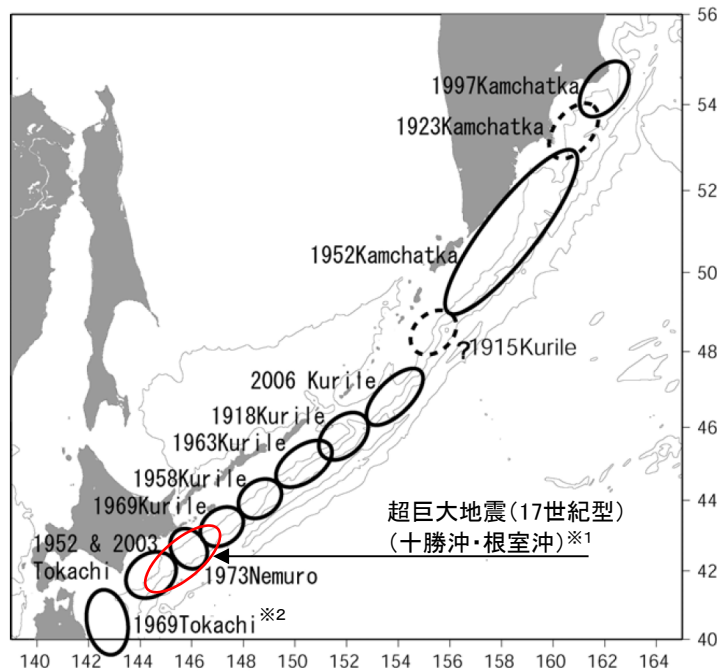 1997Kamchatka
1923Kamchatka
1952Kamchatka
?1915Kurile
2006 Kurile
1918Kurile
1963Kurile
1958Kurile
1969Kurile
超巨大地震(17世紀型)
(十勝沖・根室沖)※1
1952 & 2003
Tokachi
1973Nemuro
1969Tokachi※2
56
54
52
50
48
46
44
42
40
140 142 144 146 148 150 152 154 156 158 160 162 164